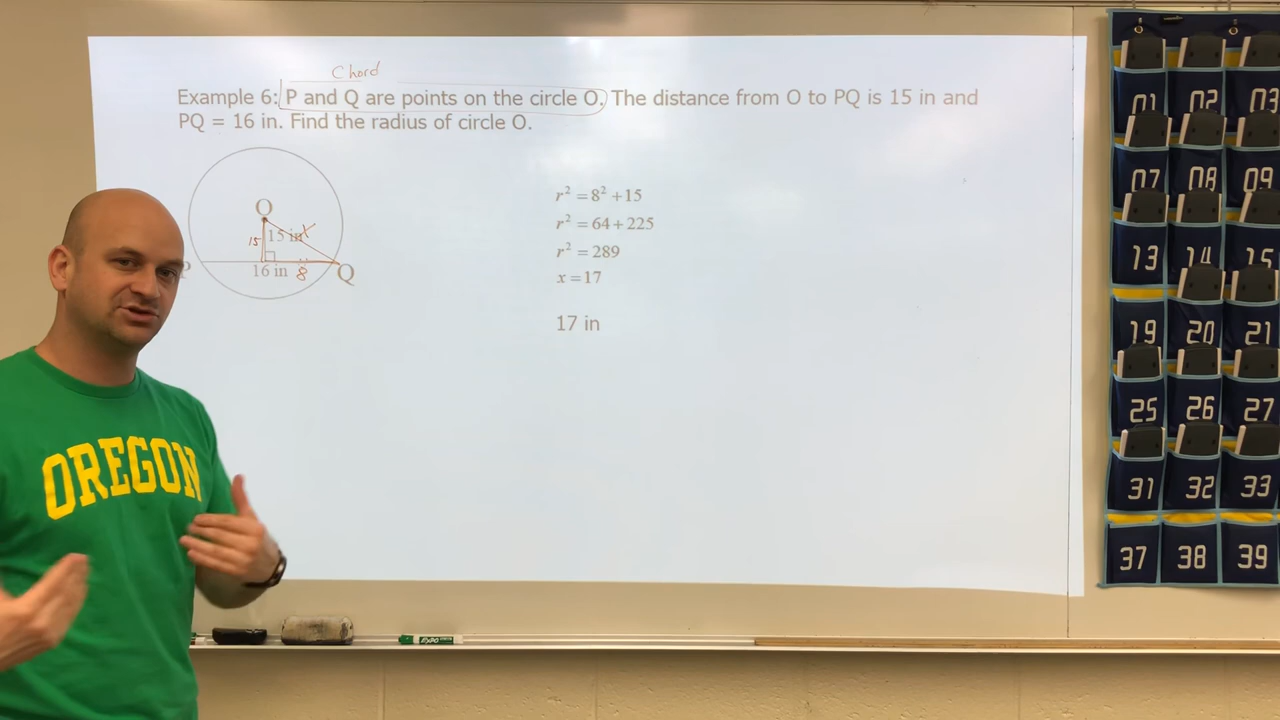 Chord
Example 6: P and Q are points on the circle O. The distance from O to PQ is 15 in and
PQ = 16 in. Find the radius of circle O.
O
15
15 in
x
P
16 in
8
Q
r² = 8² + 15
r² = 64 + 225
r² = 289
x = 17
17 in
OREGON
EXPO
01 02 03
07 08 09
13 14 15
19 20 21
25 26 27
31 32 33
37 38 39